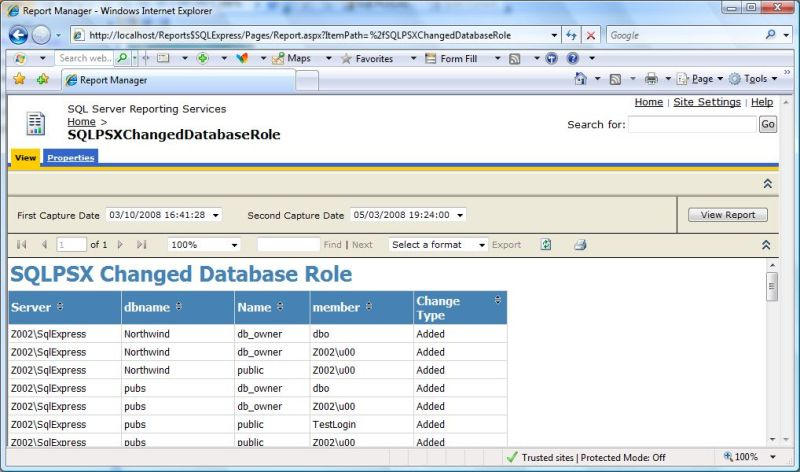 Report Manager - Windows Internet Explorer
http://localhost/Reports$SQLExpress/Pages/Report.aspx?ItemPath=%2fSQLPSXChangedDatabaseRole
Google
Search web...
Maps
Form Fill
Report Manager
Page
Tools
SQL Server Reporting Services
Home | Site Settings | Help
Home >
SQLPSXChangedDatabaseRole
Search for:
Go
View Properties
First Capture Date 03/10/2008 16:41:28 Second Capture Date 05/03/2008 19:24:00 View Report
1 of 1 100% Find | Next Select a format Export
SQLPSX Changed Database Role
Server dbname Name member Change Type
Z002\SqlExpress Northwind db_owner dbo Added
Z002\SqlExpress Northwind db_owner Z002\u00 Added
Z002\SqlExpress Northwind public Z002\u00 Added
Z002\SqlExpress pubs db_owner dbo Added
Z002\SqlExpress pubs db_owner Z002\u00 Added
Z002\SqlExpress pubs public TestLogin Added
Z002\SqlExpress pubs public Z002\u00 Added
Trusted sites | Protected Mode: Off 100%